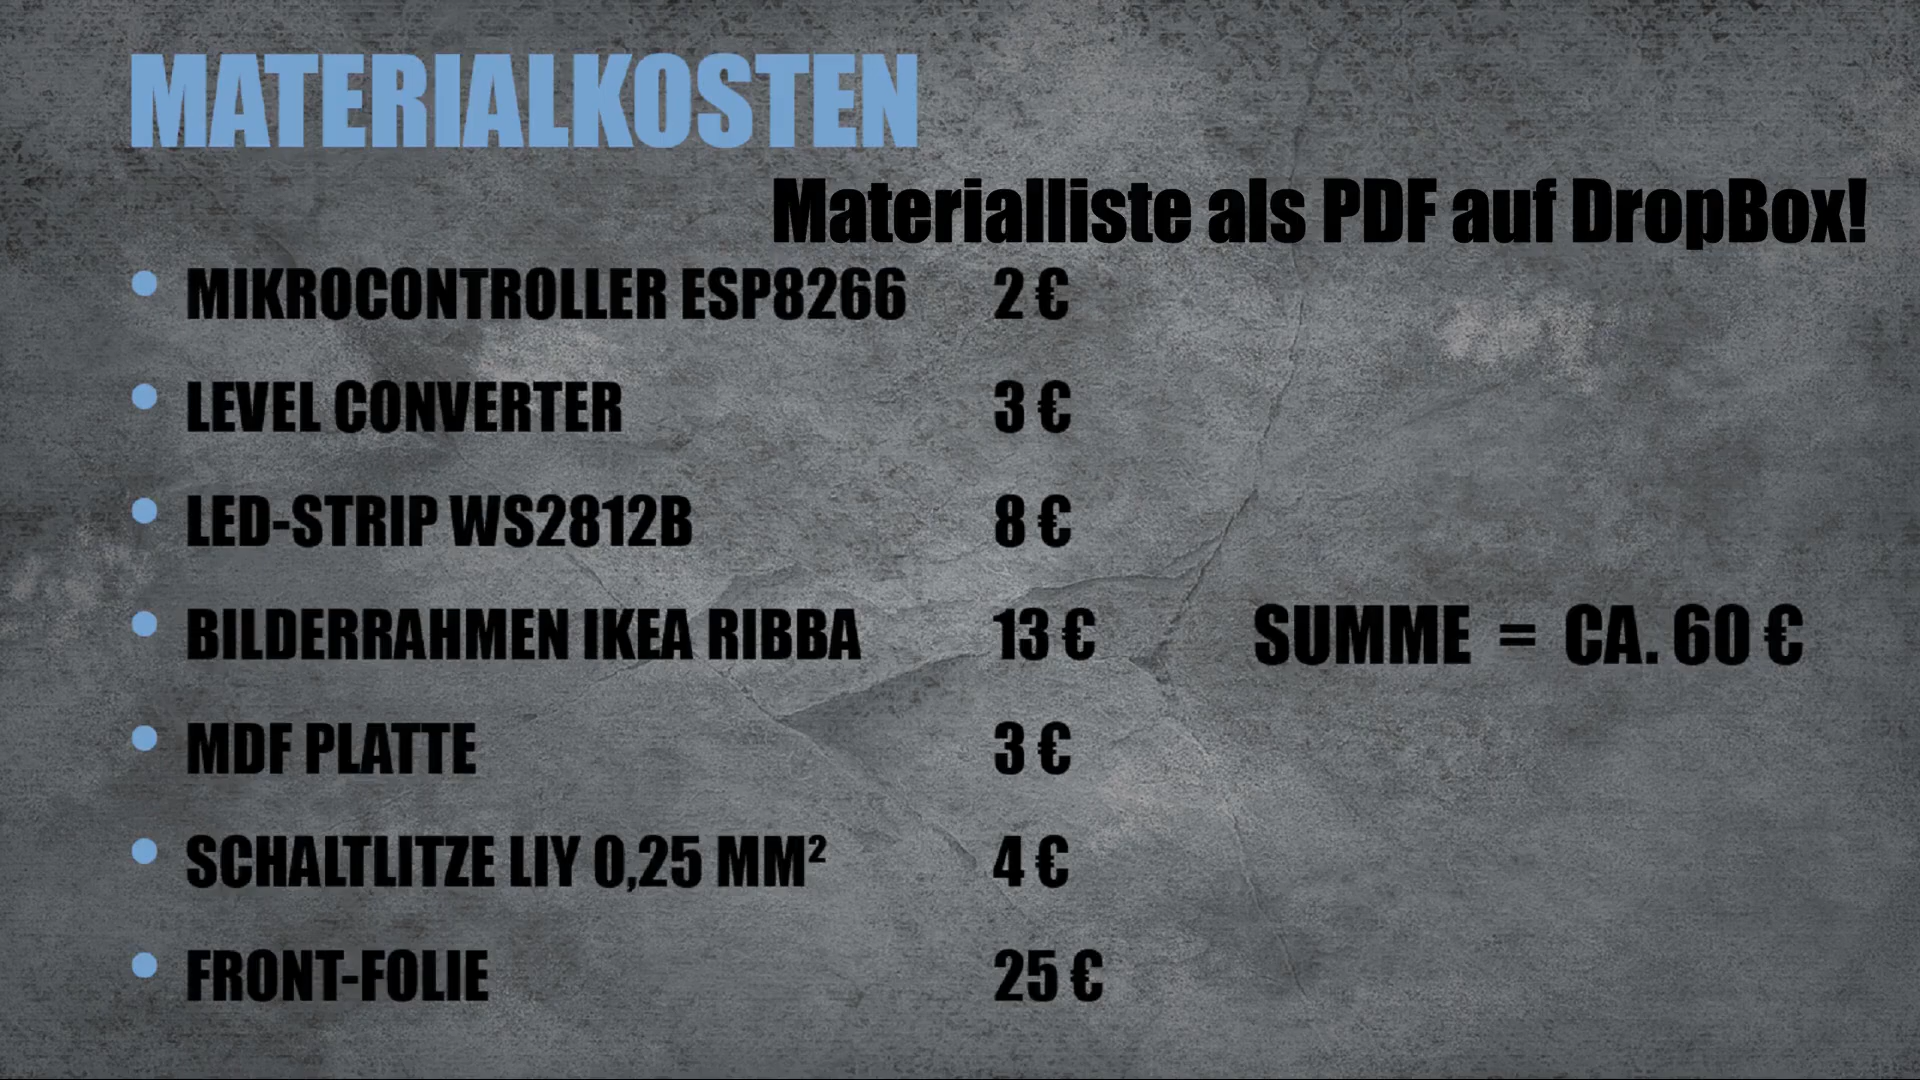 MATERIALKOSTEN
Materialliste als PDF auf DropBox!
• MIKROCONTROLLER ESP8266 2 €
• LEVEL CONVERTER 3 €
• LED-STRIP WS2812B 8 €
• BILDERRAHMEN IKEA RIBBA 13 € SUMME = CA. 60 €
• MDF PLATTE 3 €
• SCHALTLITZE LIY 0,25 MM² 4 €
• FRONT-FOLIE 25 €